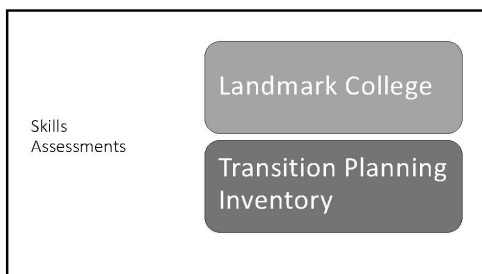 Skills
Assessments
Landmark College
Transition Planning
Inventory